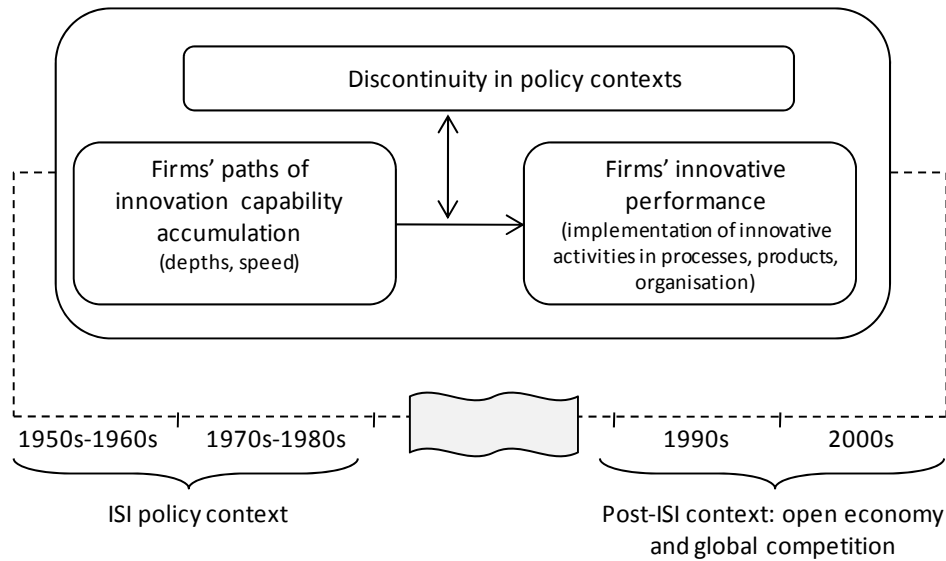 Discontinuity in policy contexts
Firms’ paths of
innovation capability
accumulation
(depths, speed)
Firms’ innovative
performance
(implementation of innovative
activities in processes, products,
organisation)
1950s-1960s
1970s-1980s
1990s
2000s
ISI policy context
Post-ISI context: open economy
and global competition